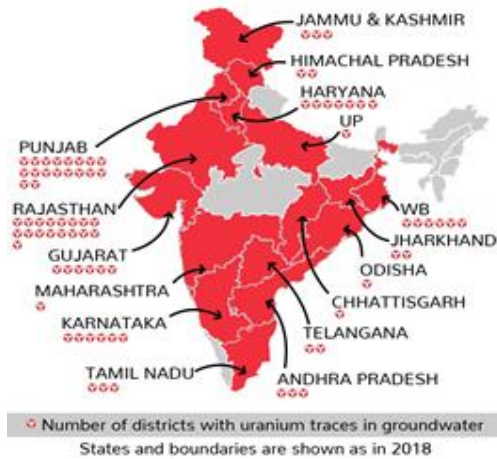 JAMMU & KASHMIR
HIMACHAL PRADESH
HARYANA
UP
PUNJAB
RAJASTHAN
WB
GUJARAT
JHARKHAND
ODISHA
MAHARASHTRA
CHHATTISGARH
KARNATAKA
TELANGANA
TAMIL NADU
ANDHRA PRADESH
Number of districts with uranium traces in groundwater
States and boundaries are shown as in 2018